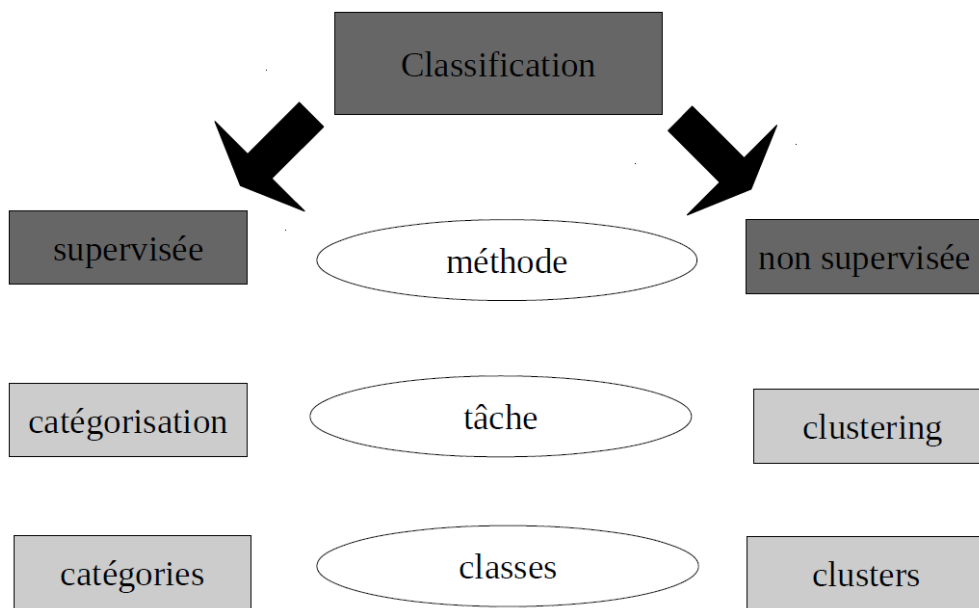 Classification
supervisée
méthode
non supervisée
catégorisation
tâche
clustering
catégories
classes
clusters